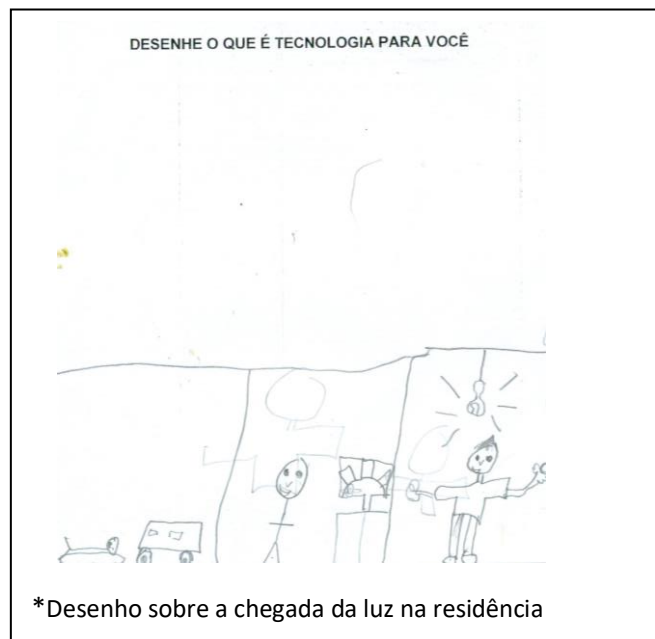 DESENHE O QUE É TECNOLOGIA PARA VOCÊ
*Desenho sobre a chegada da luz na residência